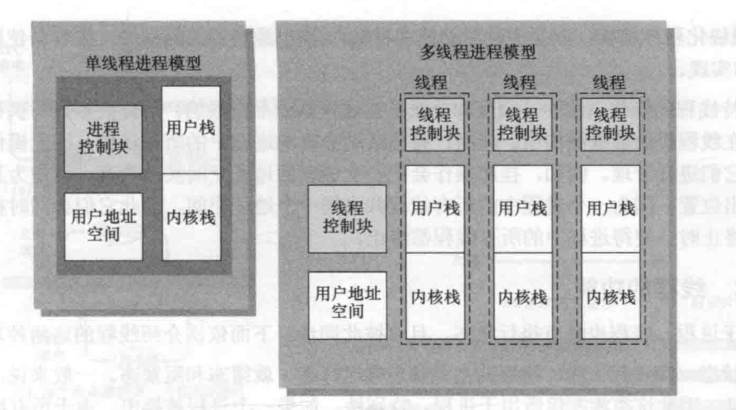 单线程进程模型
进程
控制块
用户栈
用户地址
空间
内核栈
多线程进程模型
线程
线程
线程
线程
控制块
线程
控制块
线程
控制块
线程
控制块
用户栈
用户栈
用户栈
用户地址
空间
内核栈
内核栈
内核栈